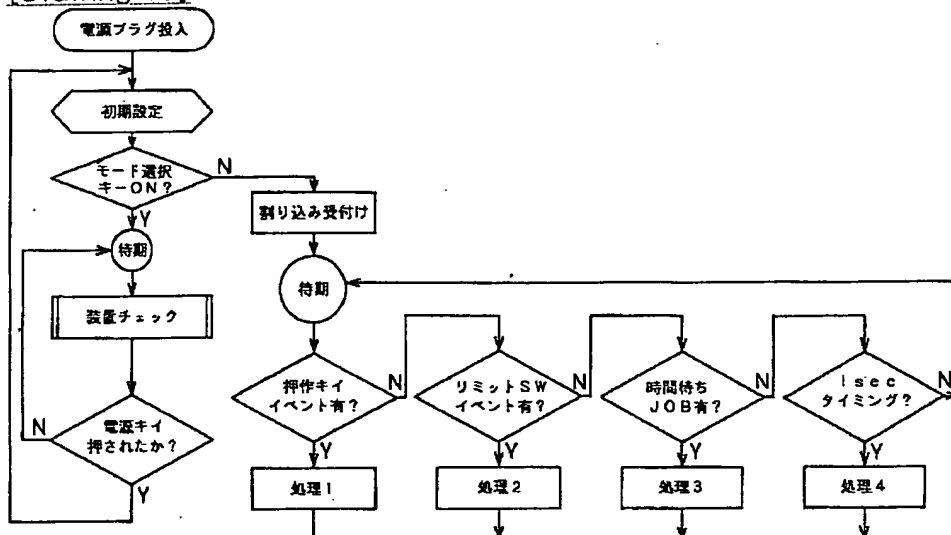 電源プラグ投入
初期設定
モード選択
キーON?
N
Y
割り込み受付け
待期
待期
装置チェック
押作キイ
イベント有?
N
リミットSW
イベント有?
N
時間待ち
JOB有?
N
1sec
タイミング?
N
電源キイ
押されたか?
N
Y
Y
Y
Y
Y
処理1
処理2
処理3
処理4